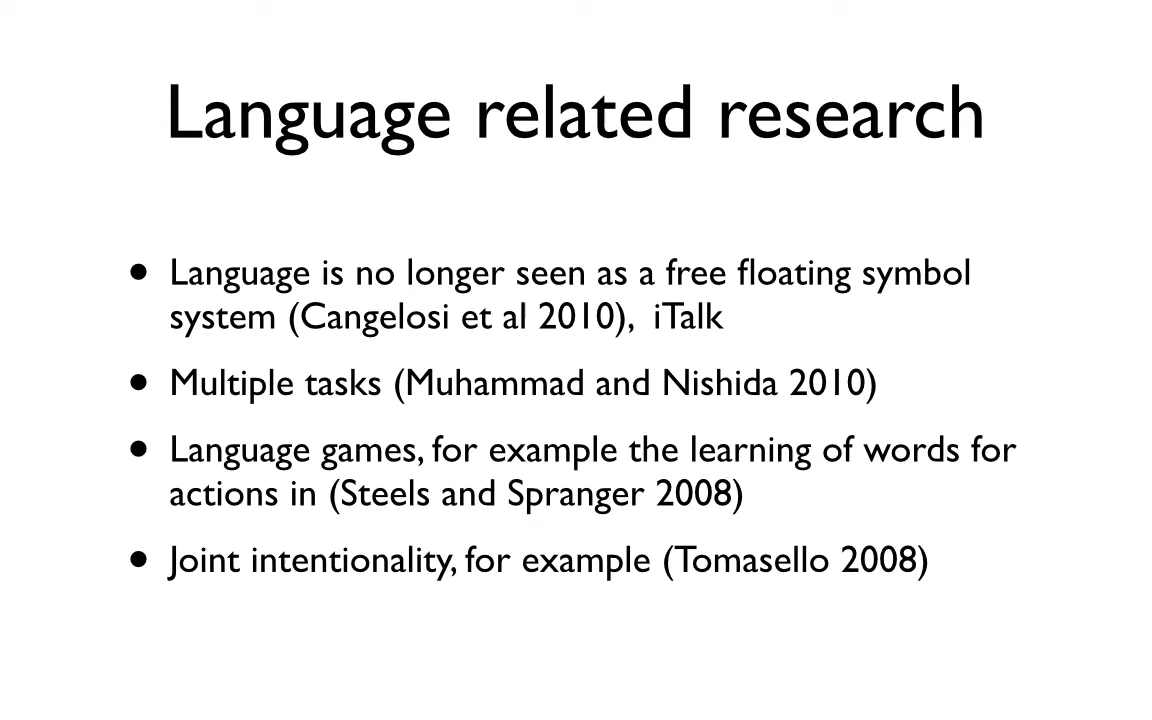 Language related research
• Language is no longer seen as a free floating symbol
system (Cangelosi et al 2010), iTalk
• Multiple tasks (Muhammad and Nishida 2010)
• Language games, for example the learning of words for
actions in (Steels and Spranger 2008)
• Joint intentionality, for example (Tomasello 2008)